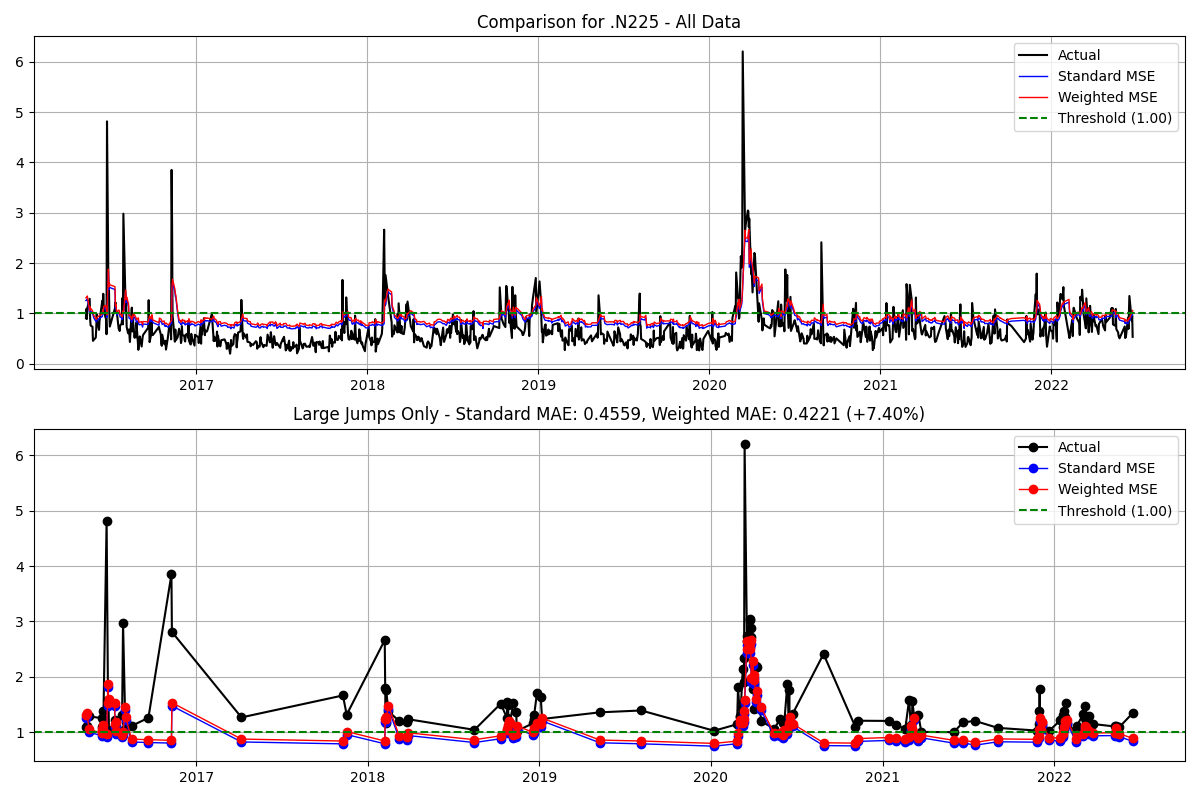 Comparison for .N225 - All Data
Actual
Standard MSE
Weighted MSE
Threshold (1.00)
6
5
4
3
2
1
0
2017 2018 2019 2020 2021 2022
Large Jumps Only - Standard MAE: 0.4559, Weighted MAE: 0.4221 (+7.40%)
Actual
Standard MSE
Weighted MSE
Threshold (1.00)
6
5
4
3
2
1
2017 2018 2019 2020 2021 2022